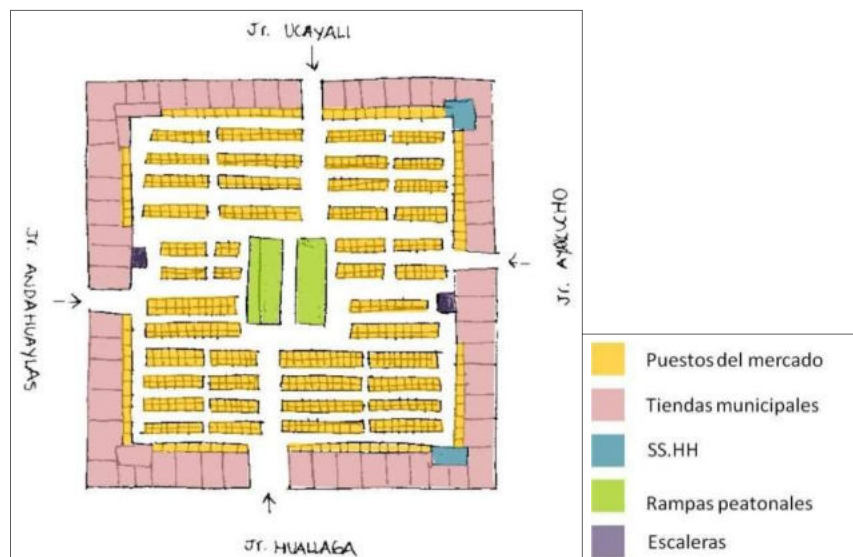 Jr. UCAYALI
Jr. ANDAHUAYLAS
Jr. AYACUCHO
Jr. HUALLAGA
Puestos del mercado
Tiendas municipales
SS.HH
Rampas peatonales
Escaleras